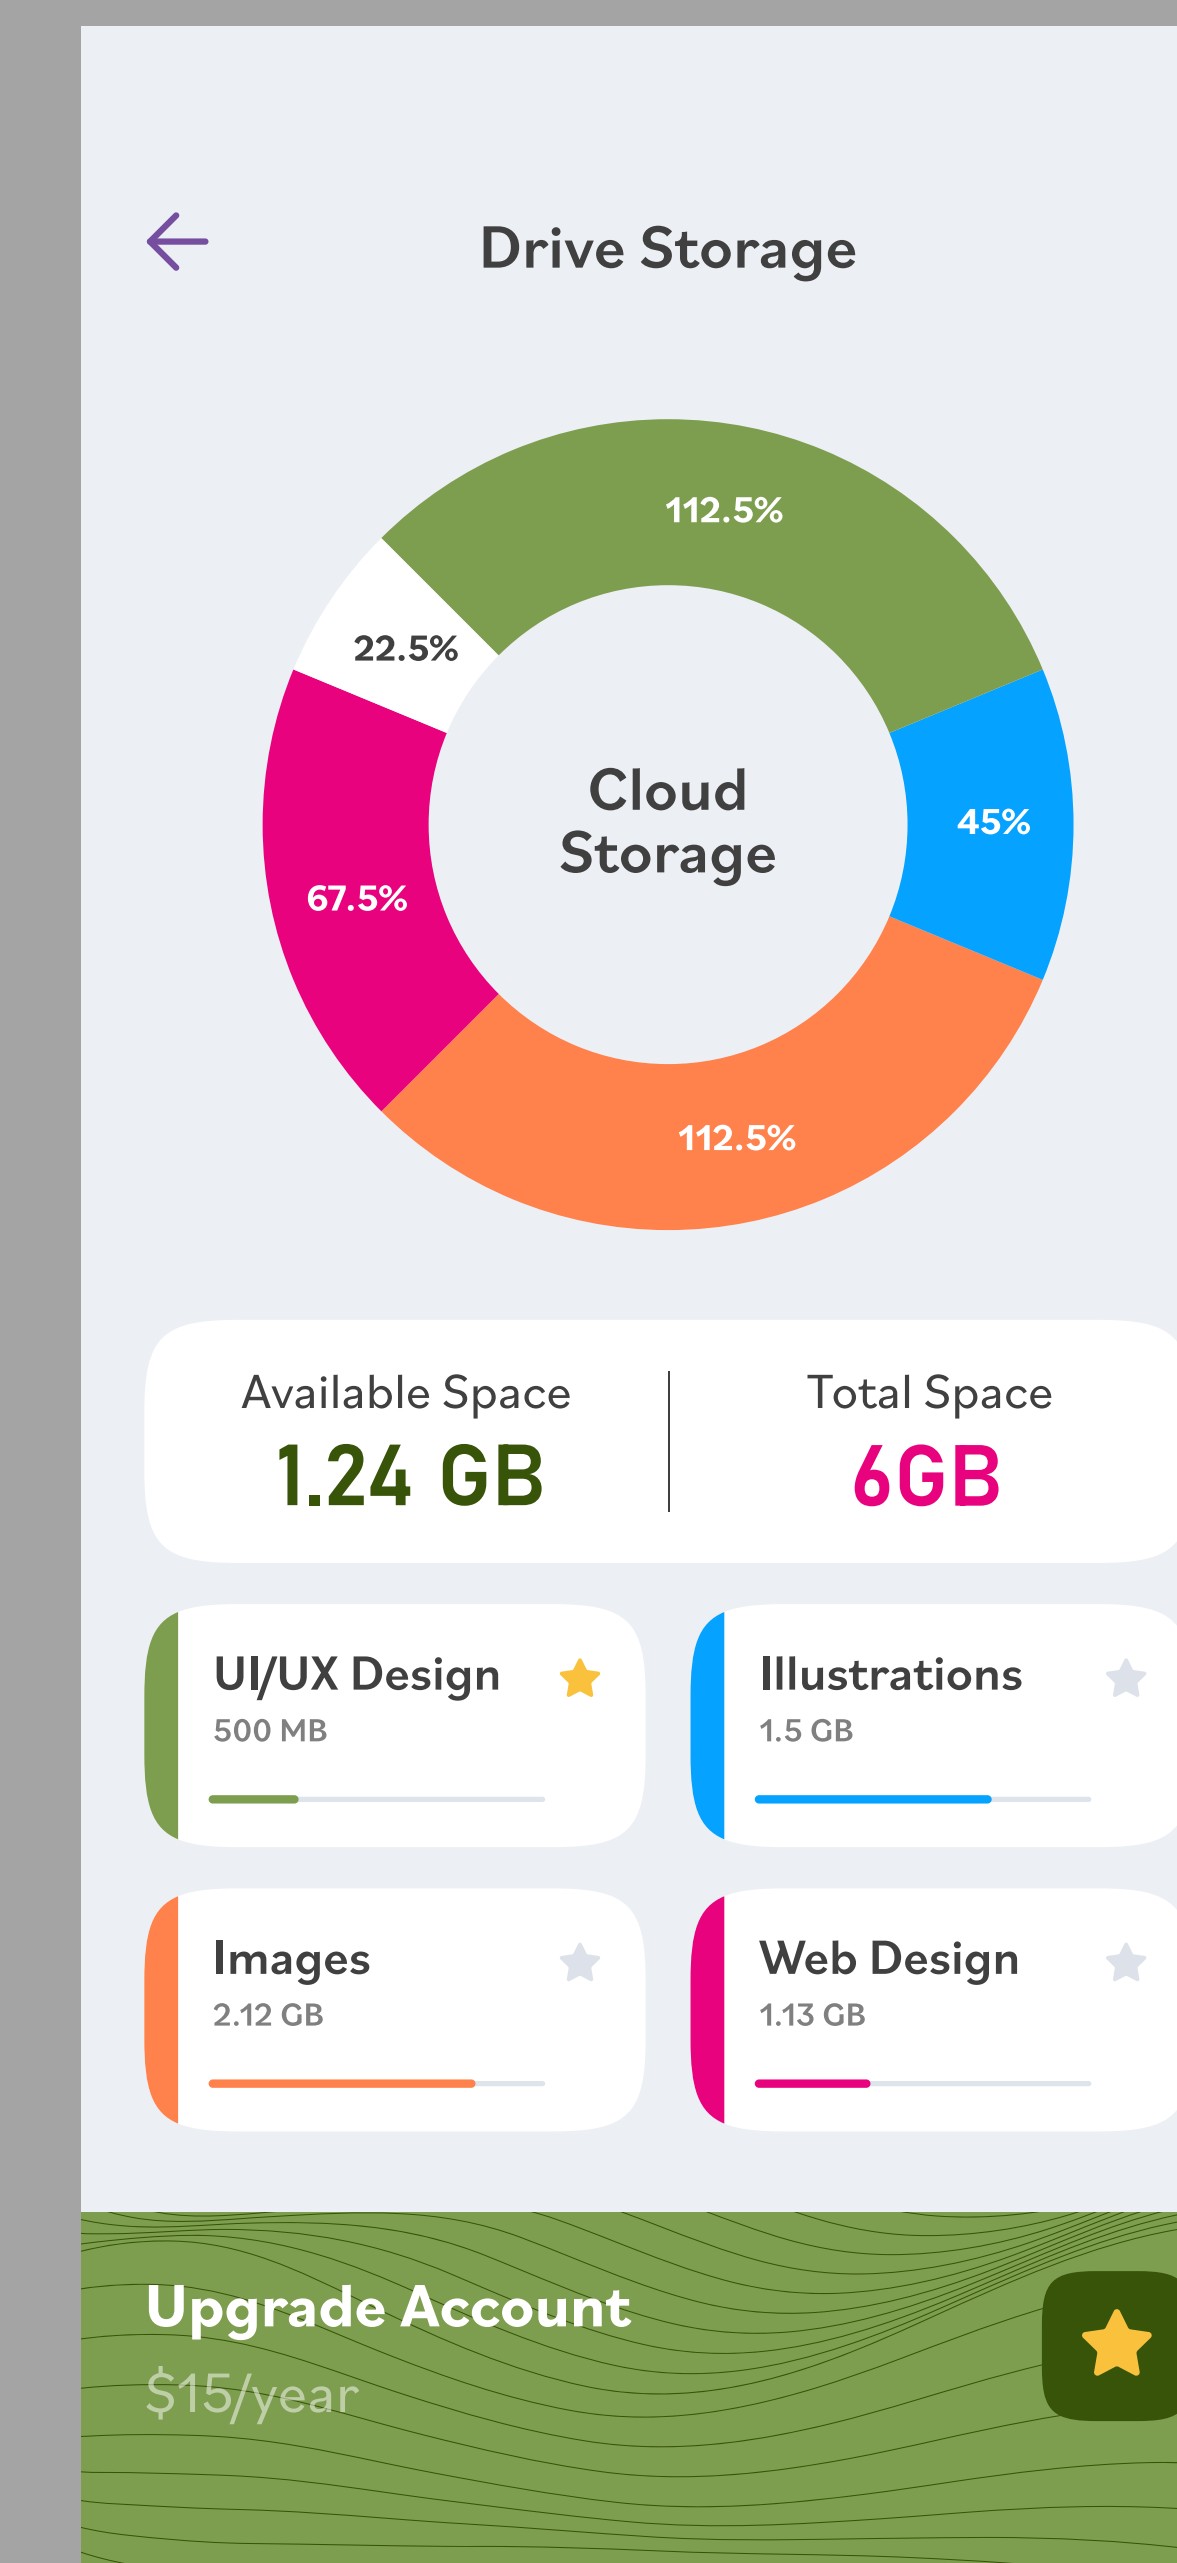 Drive Storage
112.5%
22.5%
45%
Cloud
Storage
67.5%
112.5%
Available Space
1.24 GB
Total Space
6GB
UI/UX Design
500 MB
Illustrations
1.5 GB
Images
2.12 GB
Web Design
1.13 GB
Upgrade Account
$15/year